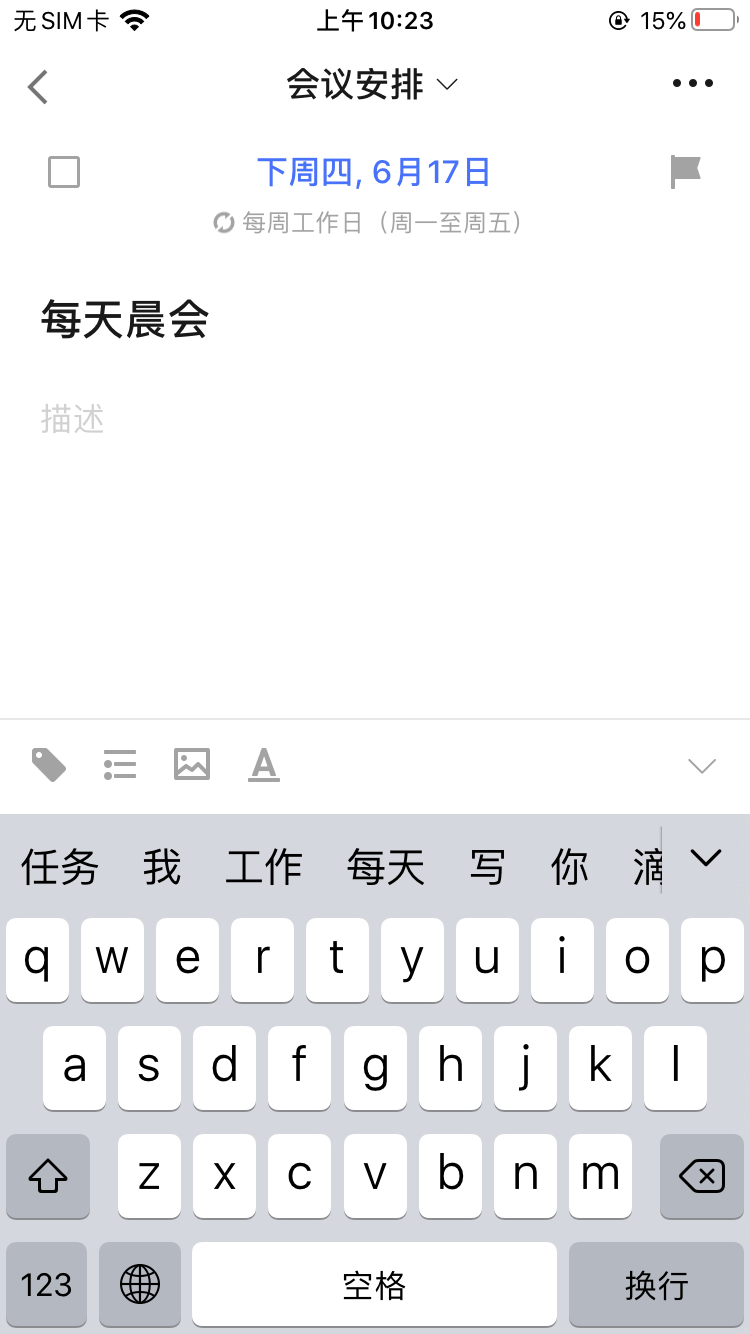 无SIM卡 上午10:23 15%
会议安排
下周四, 6月17日
每周工作日（周一至周五）
每天晨会
描述
A
任务 我 工作 每天 写 你 滴
q w e r t y u i o p
a s d f g h j k l
z x c v b n m
123 空格 换行